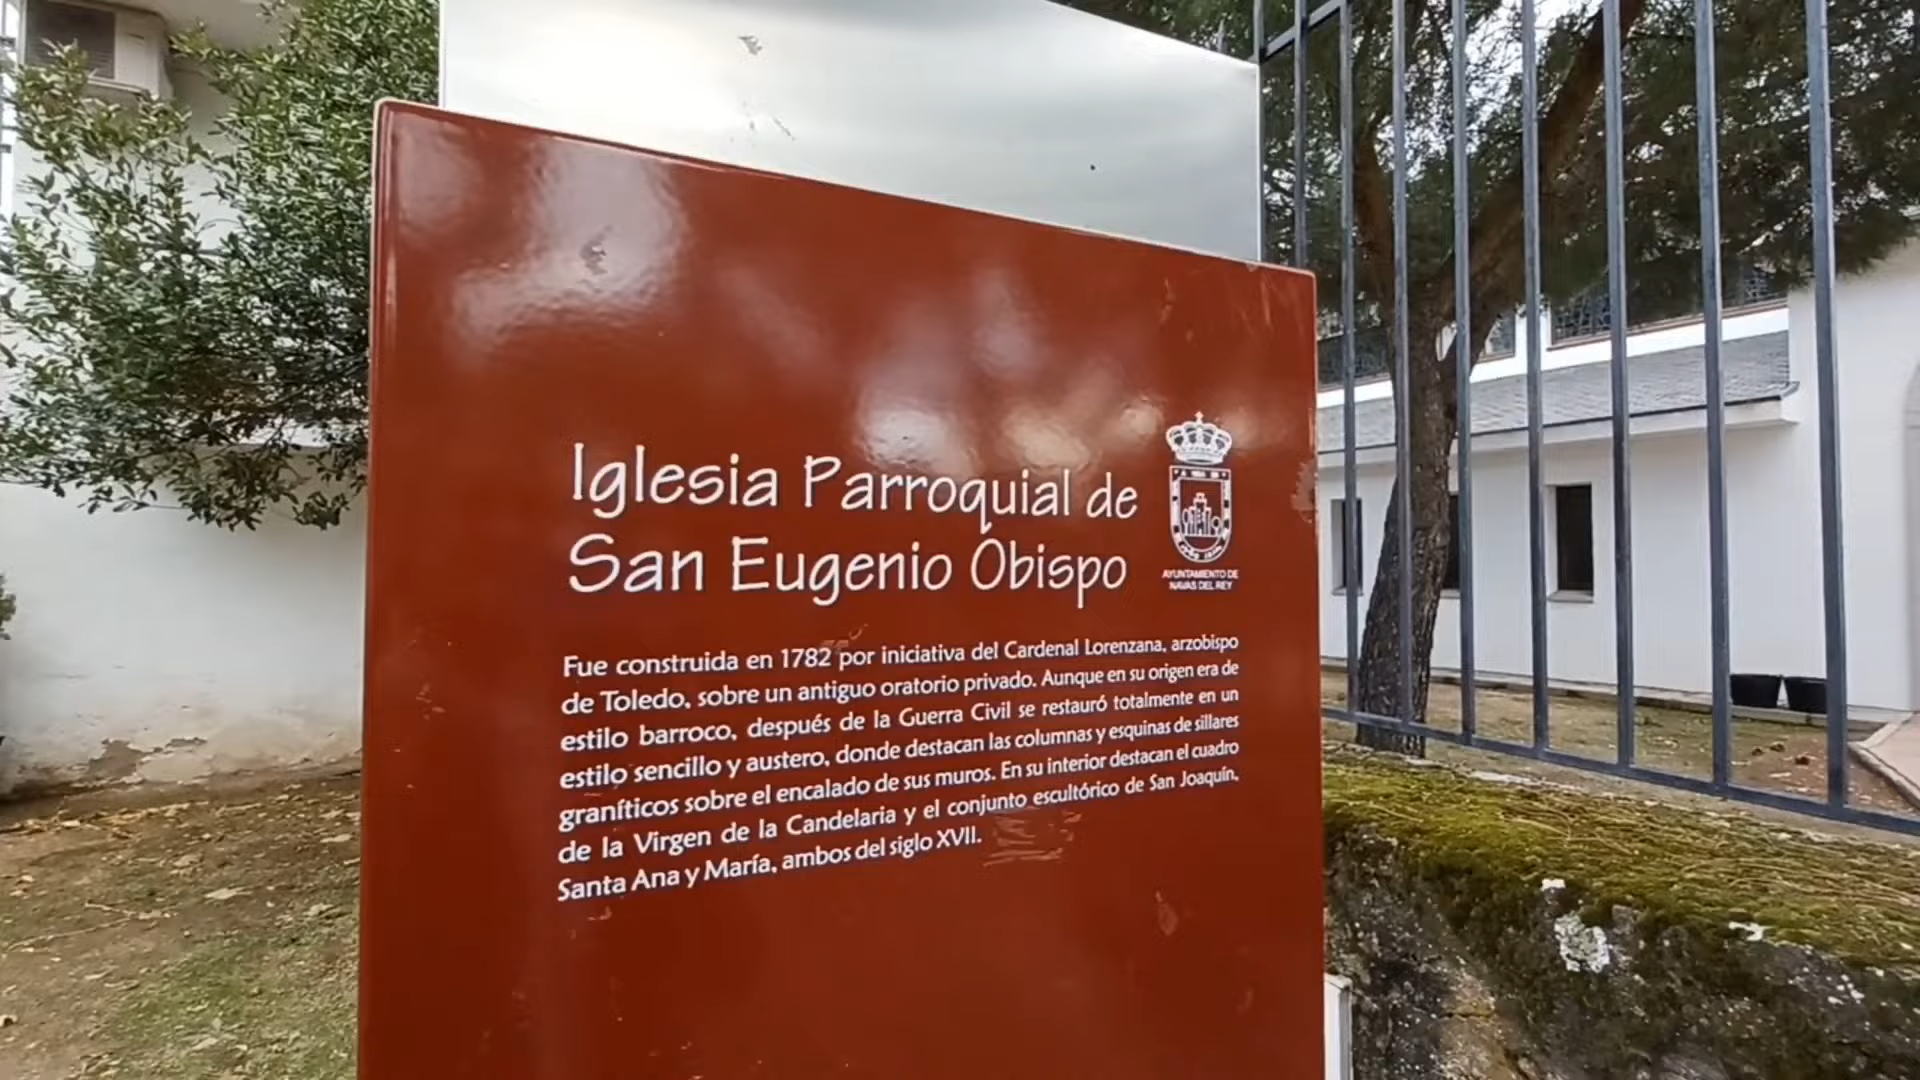 Iglesia Parroquial de
San Eugenio Obispo
AYUNTAMIENTO DE
NAVAS DEL REY
Fue construida en 1782 por iniciativa del Cardenal Lorenzana, arzobispo
de Toledo, sobre un antiguo oratorio privado. Aunque en su origen era de
estilo barroco, después de la Guerra Civil se restauró totalmente en un
estilo sencillo y austero, donde destacan las columnas y esquinas de sillares
graníticos sobre el encalado de sus muros. En su interior destacan el cuadro
de la Virgen de la Candelaria y el conjunto escultórico de San Joaquín,
Santa Ana y María, ambos del siglo XVII.